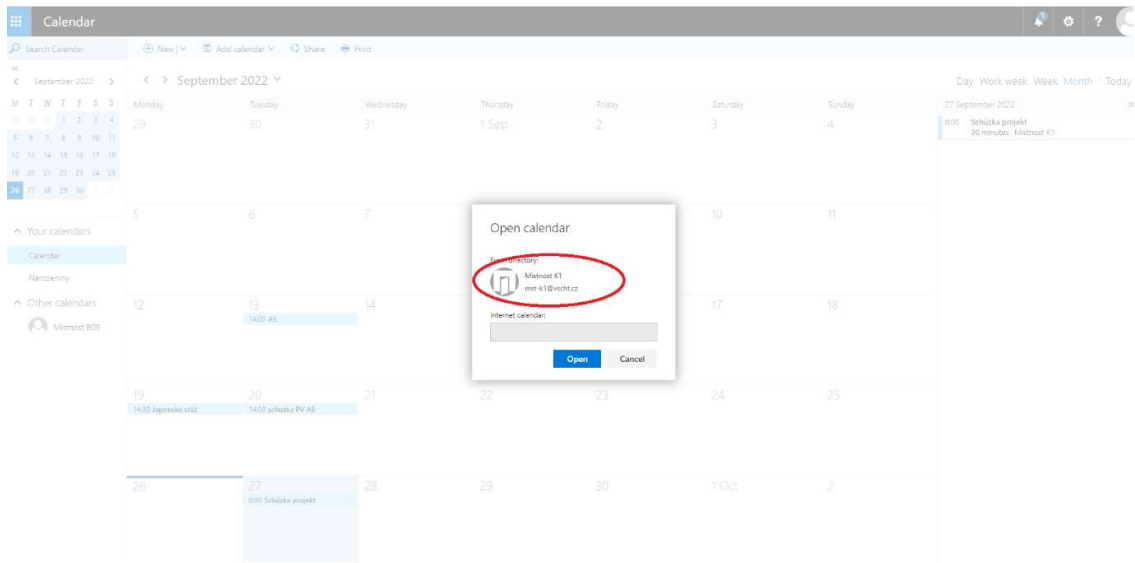 Calendar
?
Search Calendar
New
Add calendar
Share
Print
«
< September 2022 >
< > September 2022
Day Work week Week Month Today
M T W T F S S
29 30 31 1 2 3 4
5 6 7 8 9 10 11
12 13 14 15 16 17 18
19 20 21 22 23 24 25
26 27 28 29 30 1 2
Your calendars
Calendar
Narozeniny
Other calendars
Mistnost B09
Monday Tuesday Wednesday Thursday Friday Saturday Sunday
29 30 31 1 Sep 2 3 4
5 6 7 10 11
12 13 14 17 18
14:00 AS
19 20 21 22 23 24 25
14:30 Japonsko stáž 14:00 schuzka PV AS
26 27 28 29 30 1 Oct 2
8:00 Schůzka projekt
27 September 2022
8:00 Schůzka projekt
30 minutes Mistnost K1
Open calendar
From directory:
Mistnost K1
mst-k1@vscht.cz
Internet calendar:
Open Cancel